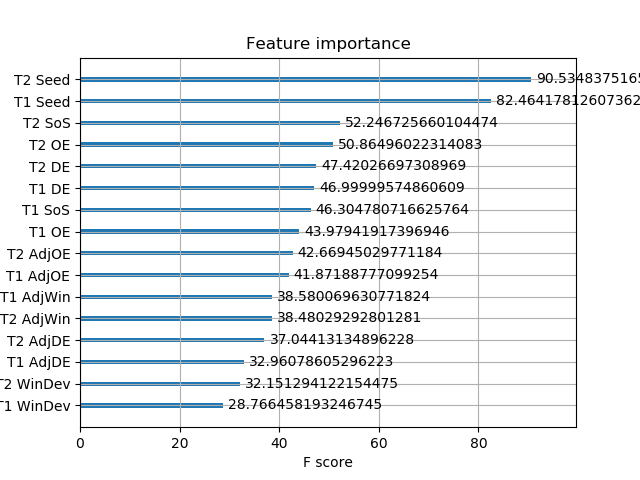 Feature importance
T2 Seed 90.5348375165
T1 Seed 82.46417812607362
T2 SoS 52.246725660104474
T2 OE 50.86496022314083
T2 DE 47.42026697308969
T1 DE 46.99999574860609
T1 SoS 46.304780716625764
T1 OE 43.97941917396946
T2 AdjOE 42.66945029771184
T1 AdjOE 41.87188777099254
T1 AdjWin 38.580069630771824
T2 AdjWin 38.48029292801281
T2 AdjDE 37.04413134896228
T1 AdjDE 32.96078605296223
T2 WinDev 32.151294122154475
T1 WinDev 28.766458193246745
0 20 40 60 80
F score